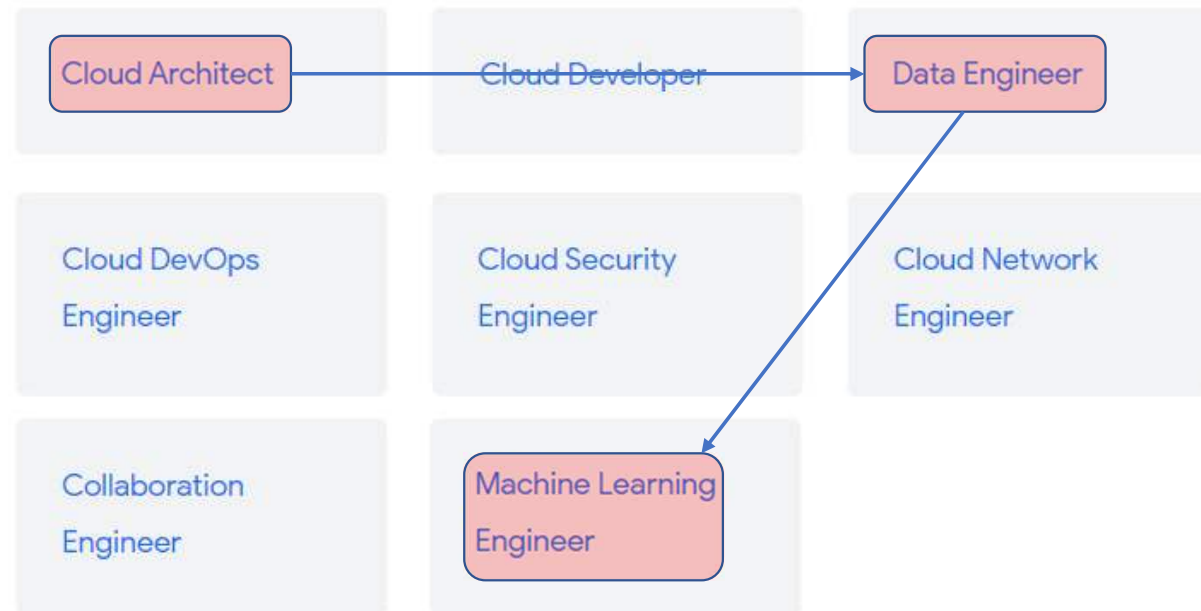 Cloud Architect
Cloud Developer
Data Engineer
Cloud DevOps
Engineer
Cloud Security
Engineer
Cloud Network
Engineer
Collaboration
Engineer
Machine Learning
Engineer